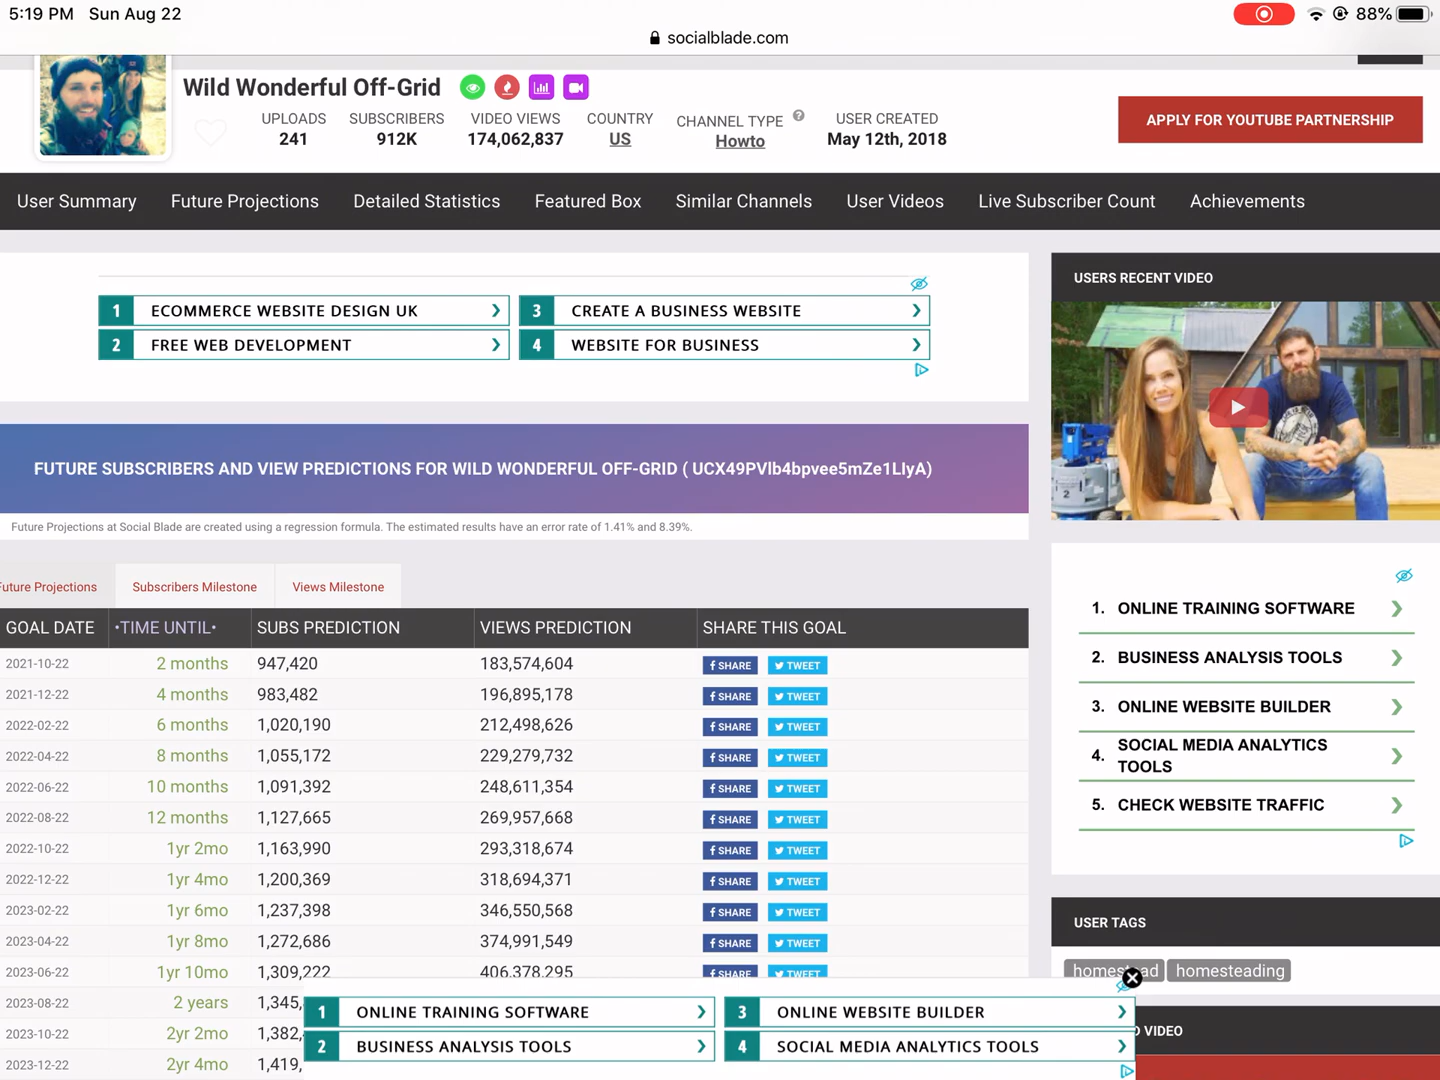 5:19 PM Sun Aug 22
88%
socialblade.com
Wild Wonderful Off-Grid
UPLOADS
241
SUBSCRIBERS
912K
VIDEO VIEWS
174,062,837
COUNTRY
US
CHANNEL TYPE ?
Howto
USER CREATED
May 12th, 2018
APPLY FOR YOUTUBE PARTNERSHIP
User Summary Future Projections Detailed Statistics Featured Box Similar Channels User Videos Live Subscriber Count Achievements
1 ECOMMERCE WEBSITE DESIGN UK
2 FREE WEB DEVELOPMENT
3 CREATE A BUSINESS WEBSITE
4 WEBSITE FOR BUSINESS
FUTURE SUBSCRIBERS AND VIEW PREDICTIONS FOR WILD WONDERFUL OFF-GRID ( UCX49PVlb4bpvee5mZe1LIyA)
Future Projections at Social Blade are created using a regression formula. The estimated results have an error rate of 1.41% and 8.39%.
uture Projections Subscribers Milestone Views Milestone
GOAL DATE •TIME UNTIL• SUBS PREDICTION VIEWS PREDICTION SHARE THIS GOAL
2021-10-22 2 months 947,420 183,574,604 SHARE TWEET
2021-12-22 4 months 983,482 196,895,178 SHARE TWEET
2022-02-22 6 months 1,020,190 212,498,626 SHARE TWEET
2022-04-22 8 months 1,055,172 229,279,732 SHARE TWEET
2022-06-22 10 months 1,091,392 248,611,354 SHARE TWEET
2022-08-22 12 months 1,127,665 269,957,668 SHARE TWEET
2022-10-22 1yr 2mo 1,163,990 293,318,674 SHARE TWEET
2022-12-22 1yr 4mo 1,200,369 318,694,371 SHARE TWEET
2023-02-22 1yr 6mo 1,237,398 346,550,568 SHARE TWEET
2023-04-22 1yr 8mo 1,272,686 374,991,549 SHARE TWEET
2023-06-22 1yr 10mo 1,309,222 406,378,295 SHARE TWEET
2023-08-22 2 years 1,345,
2023-10-22 2yr 2mo 1,382,
2023-12-22 2yr 4mo 1,419,
1 ONLINE TRAINING SOFTWARE
2 BUSINESS ANALYSIS TOOLS
3 ONLINE WEBSITE BUILDER
4 SOCIAL MEDIA ANALYTICS TOOLS
USERS RECENT VIDEO
2
1. ONLINE TRAINING SOFTWARE
2. BUSINESS ANALYSIS TOOLS
3. ONLINE WEBSITE BUILDER
4. SOCIAL MEDIA ANALYTICS
TOOLS
5. CHECK WEBSITE TRAFFIC
USER TAGS
homesteading
VIDEO